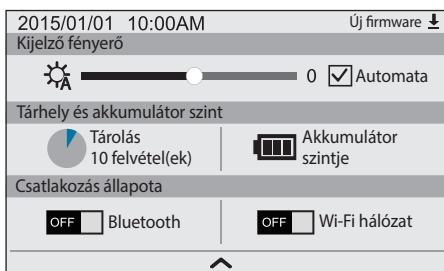 2015/01/01 10:00AM Új firmware
Kijelző fényerő
A 0 Automata
Tárhely és akkumulátor szint
Tárolás
10 felvétel(ek)
Akkumulátor
szintje
Csatlakozás állapota
OFF Bluetooth OFF Wi-Fi hálózat